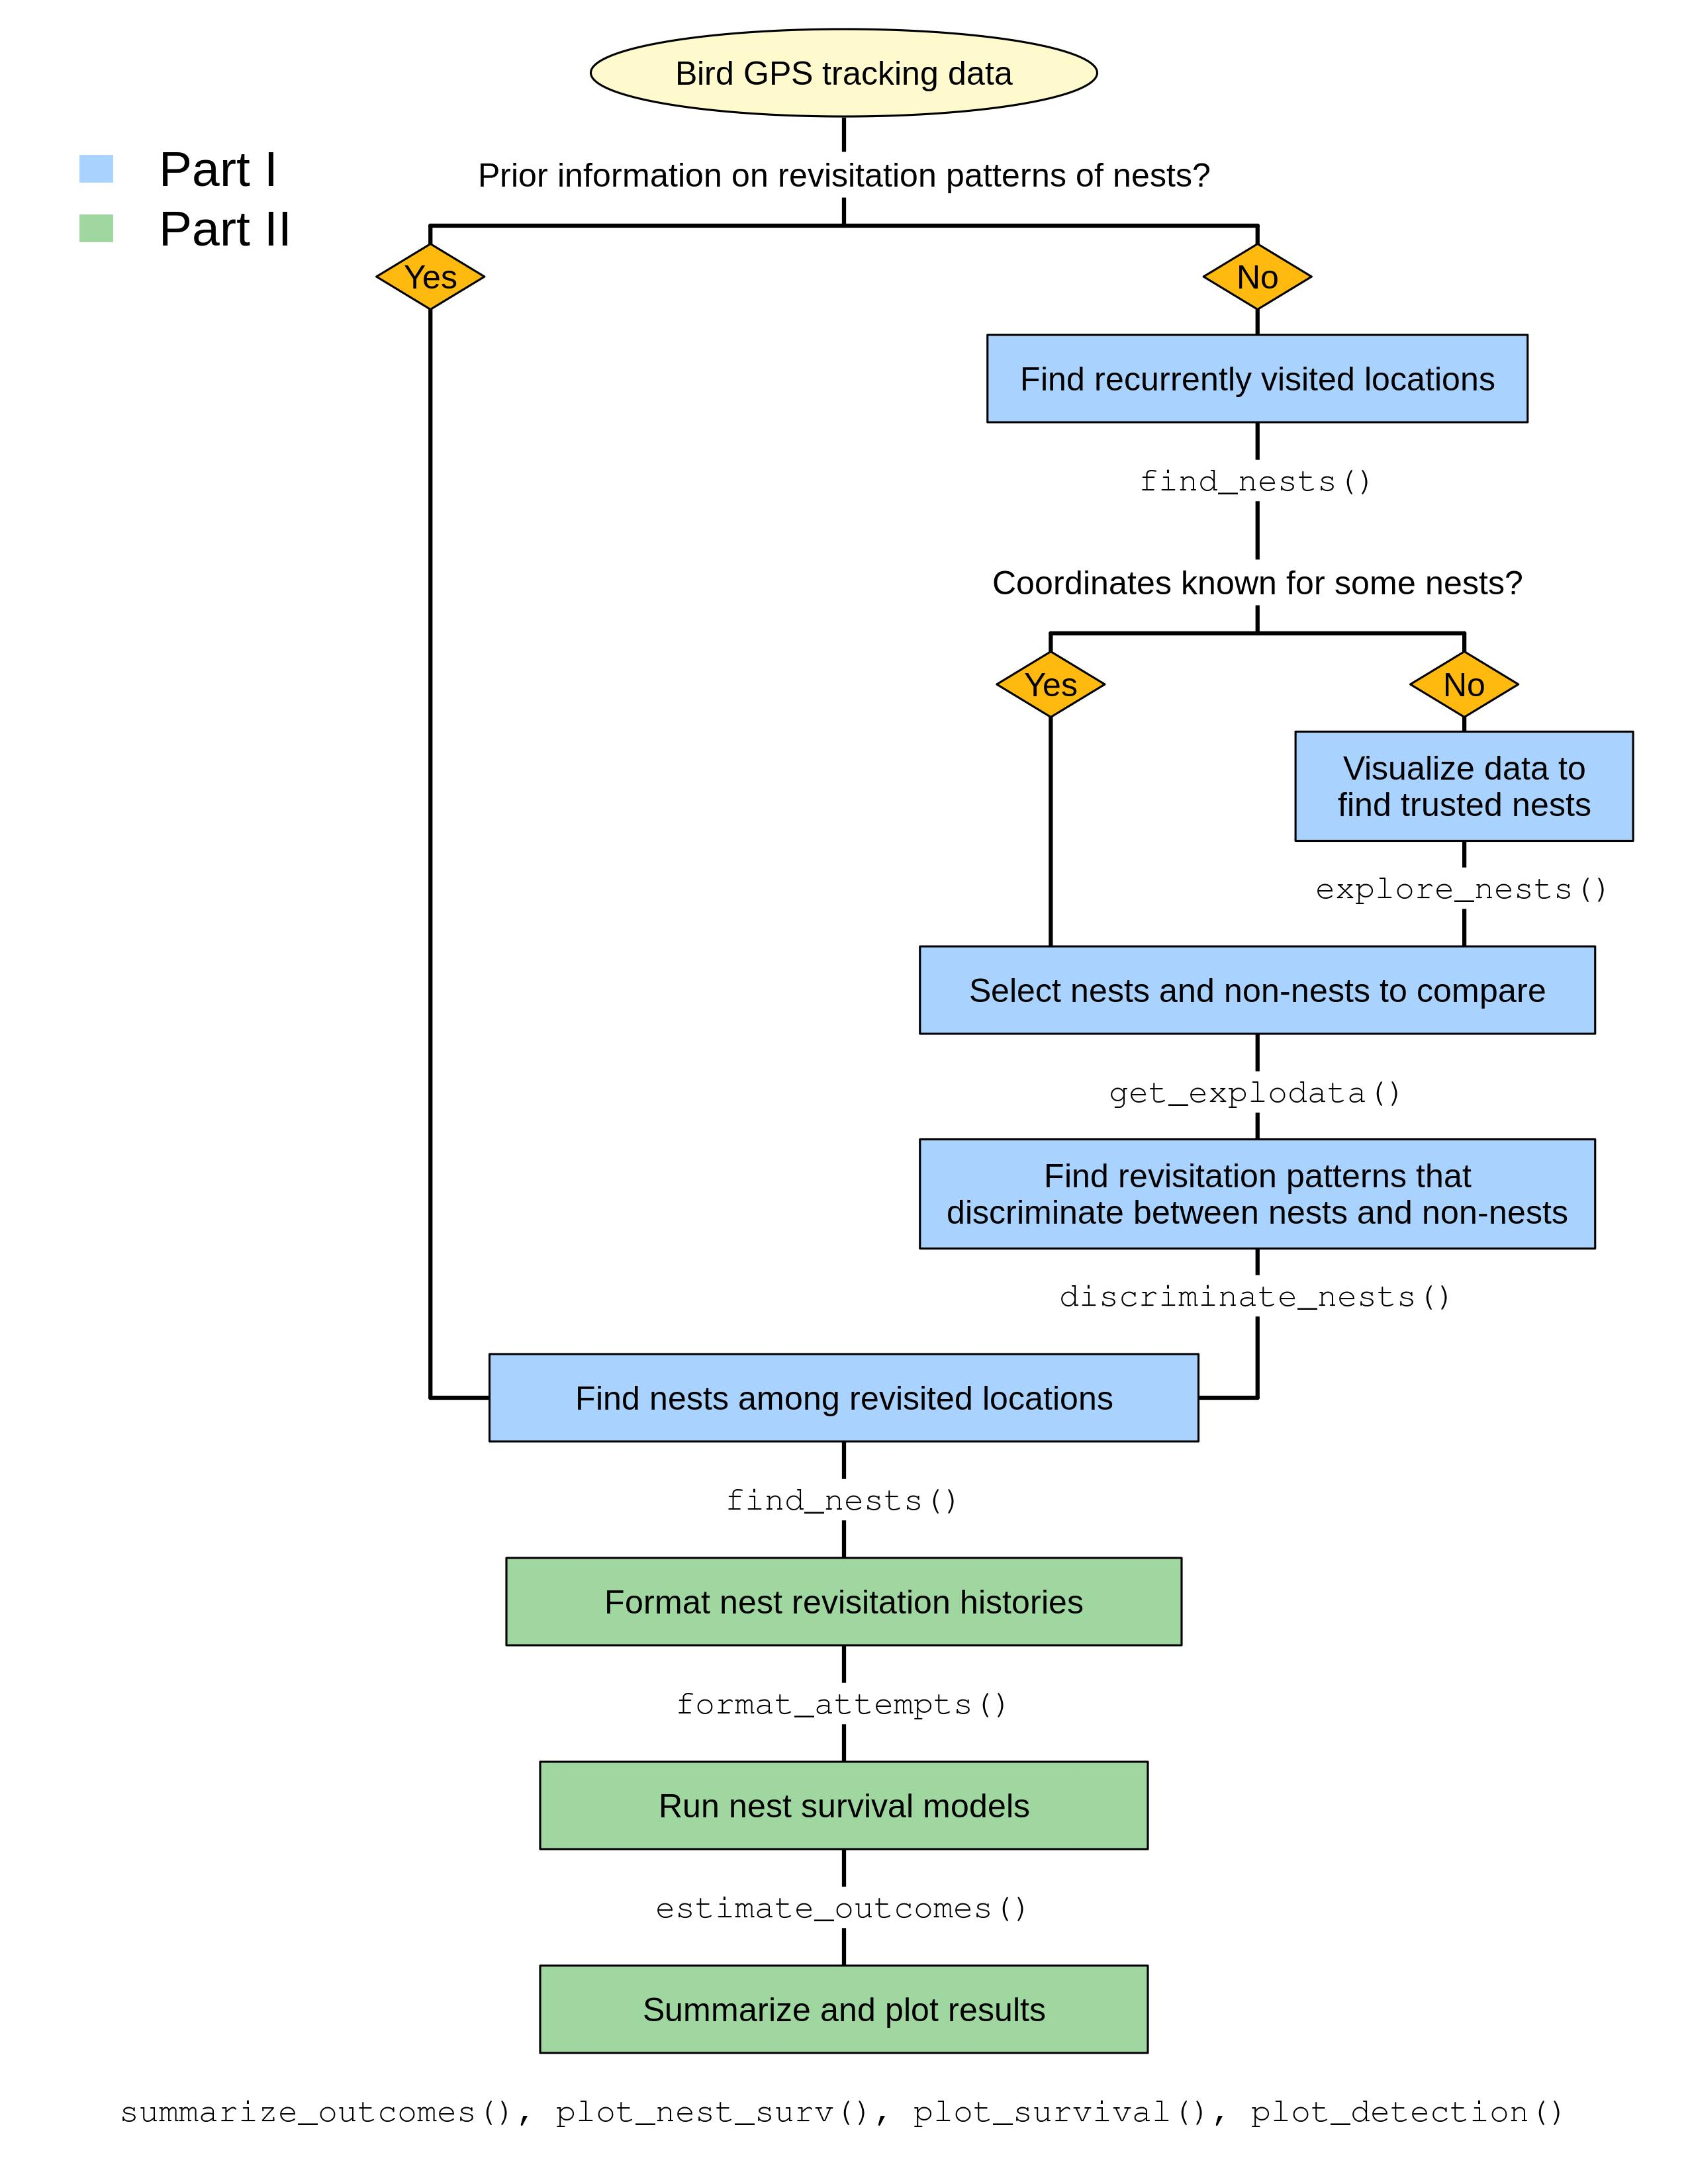 Bird GPS tracking data
Part I
Part II
Prior information on revisitation patterns of nests?
Yes
No
Find recurrently visited locations
find_nests()
Coordinates known for some nests?
Yes
No
Visualize data to
find trusted nests
explore_nests()
Select nests and non-nests to compare
get_explodata()
Find revisitation patterns that
discriminate between nests and non-nests
discriminate_nests()
Find nests among revisited locations
find_nests()
Format nest revisitation histories
format_attempts()
Run nest survival models
estimate_outcomes()
Summarize and plot results
summarize_outcomes(), plot_nest_surv(), plot_survival(), plot_detection()